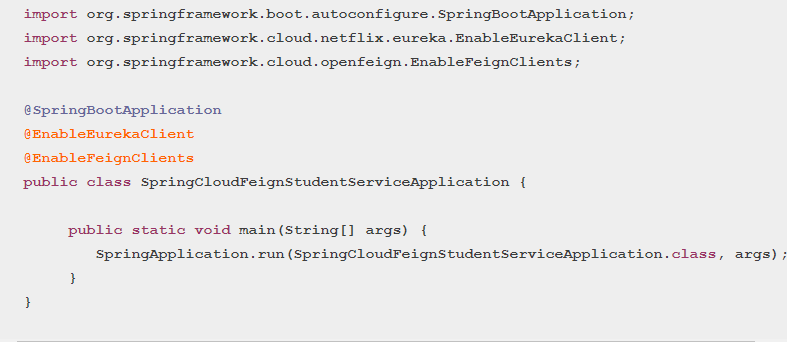 import org.springframework.boot.autoconfigure.SpringBootApplication;
import org.springframework.cloud.netflix.eureka.EnableEurekaClient;
import org.springframework.cloud.openfeign.EnableFeignClients;
@SpringBootApplication
@EnableEurekaClient
@EnableFeignClients
public class SpringCloudFeignStudentServiceApplication {
public static void main(String[] args) {
SpringApplication.run(SpringCloudFeignStudentServiceApplication.class, args);
}
}